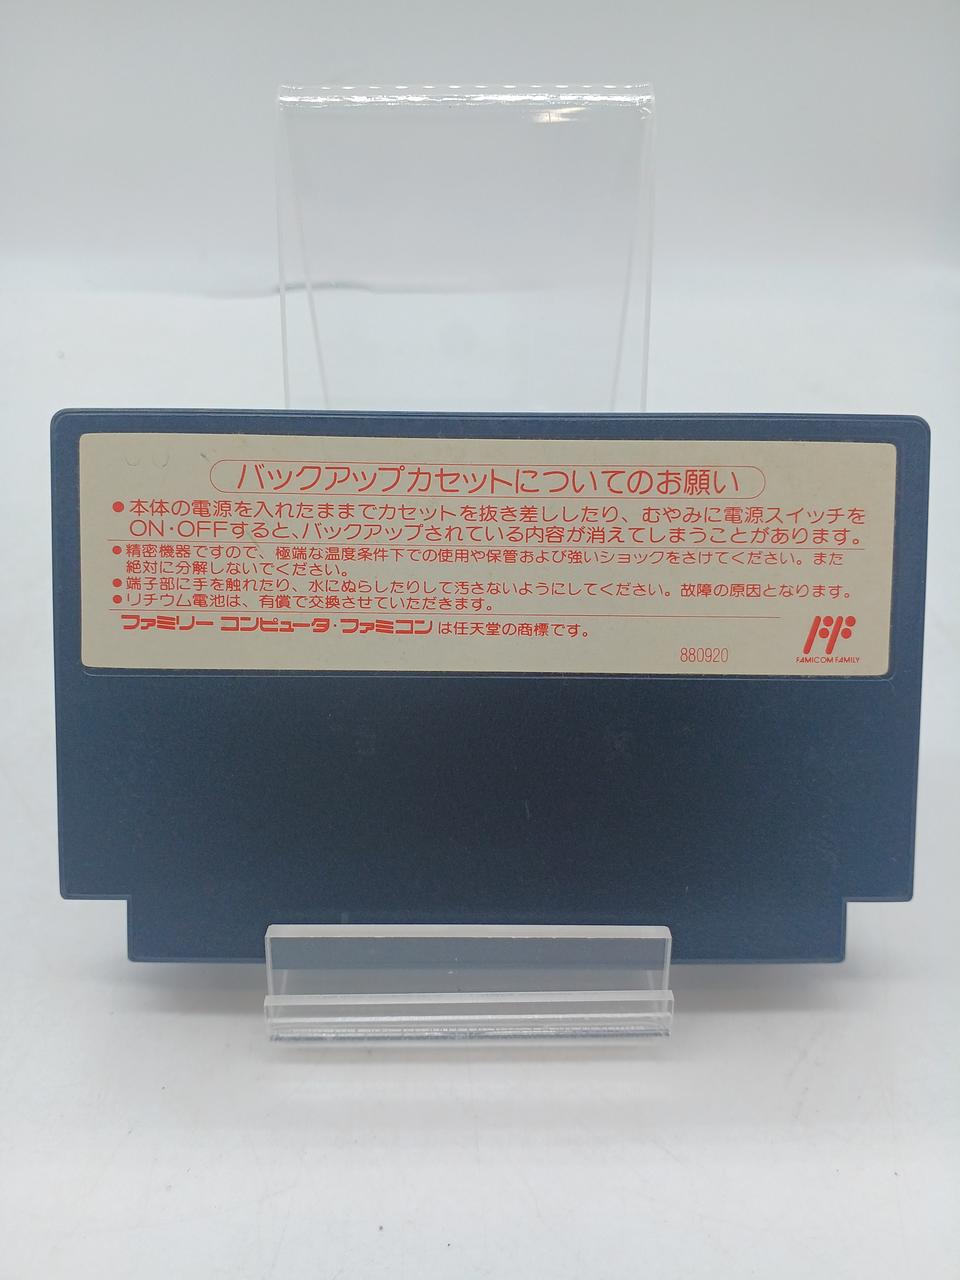 バックアップカセットについてのお願い
●本体の電源を入れたままでカセットを抜き差ししたり、むやみに電源スイッチを
ON・OFFすると、バックアップされている内容が消えてしまうことがあります。
●精密機器ですので、極端な温度条件下での使用や保管および強いショックをさけてください。また
絶対に分解しないでください。
●端子部に手を触れたり、水にぬらしたりして汚さないようにしてください。故障の原因となります。
●リチウム電池は、有償で交換させていただきます。
ファミリー コンピュータ・ファミコン は任天堂の商標です。
880920
FAMICOM FAMILY